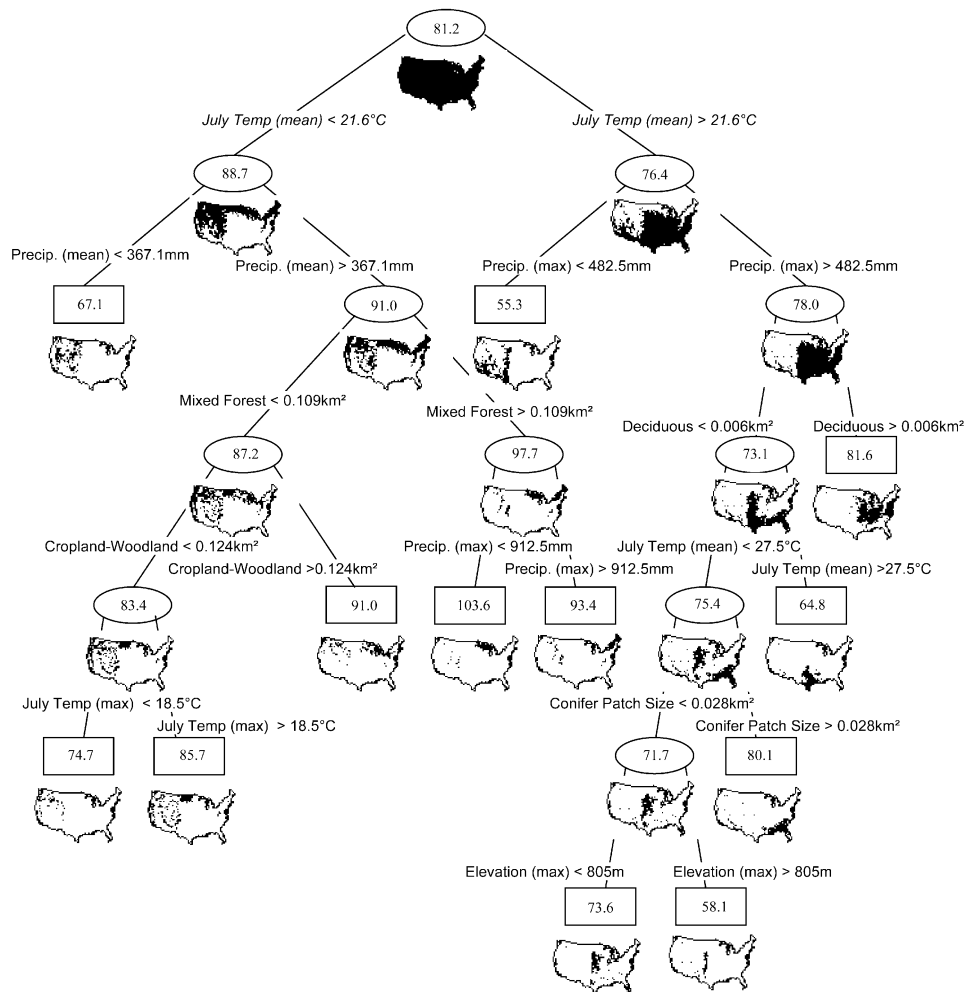 81.2
July Temp (mean) < 21.6°C
July Temp (mean) > 21.6°C
88.7
76.4
Precip. (mean) < 367.1mm
Precip. (mean) > 367.1mm
Precip. (max) < 482.5mm
Precip. (max) > 482.5mm
67.1
91.0
55.3
78.0
Mixed Forest < 0.109km²
Mixed Forest > 0.109km²
Deciduous < 0.006km²
Deciduous > 0.006km²
87.2
97.7
73.1
81.6
Cropland-Woodland < 0.124km²
Cropland-Woodland >0.124km²
Precip. (max) < 912.5mm
Precip. (max) > 912.5mm
July Temp (mean) < 27.5°C
July Temp (mean) >27.5°C
83.4
91.0
103.6
93.4
75.4
64.8
July Temp (max) < 18.5°C
July Temp (max) > 18.5°C
Conifer Patch Size < 0.028km²
Conifer Patch Size > 0.028km²
74.7
85.7
71.7
80.1
Elevation (max) < 805m
Elevation (max) > 805m
73.6
58.1